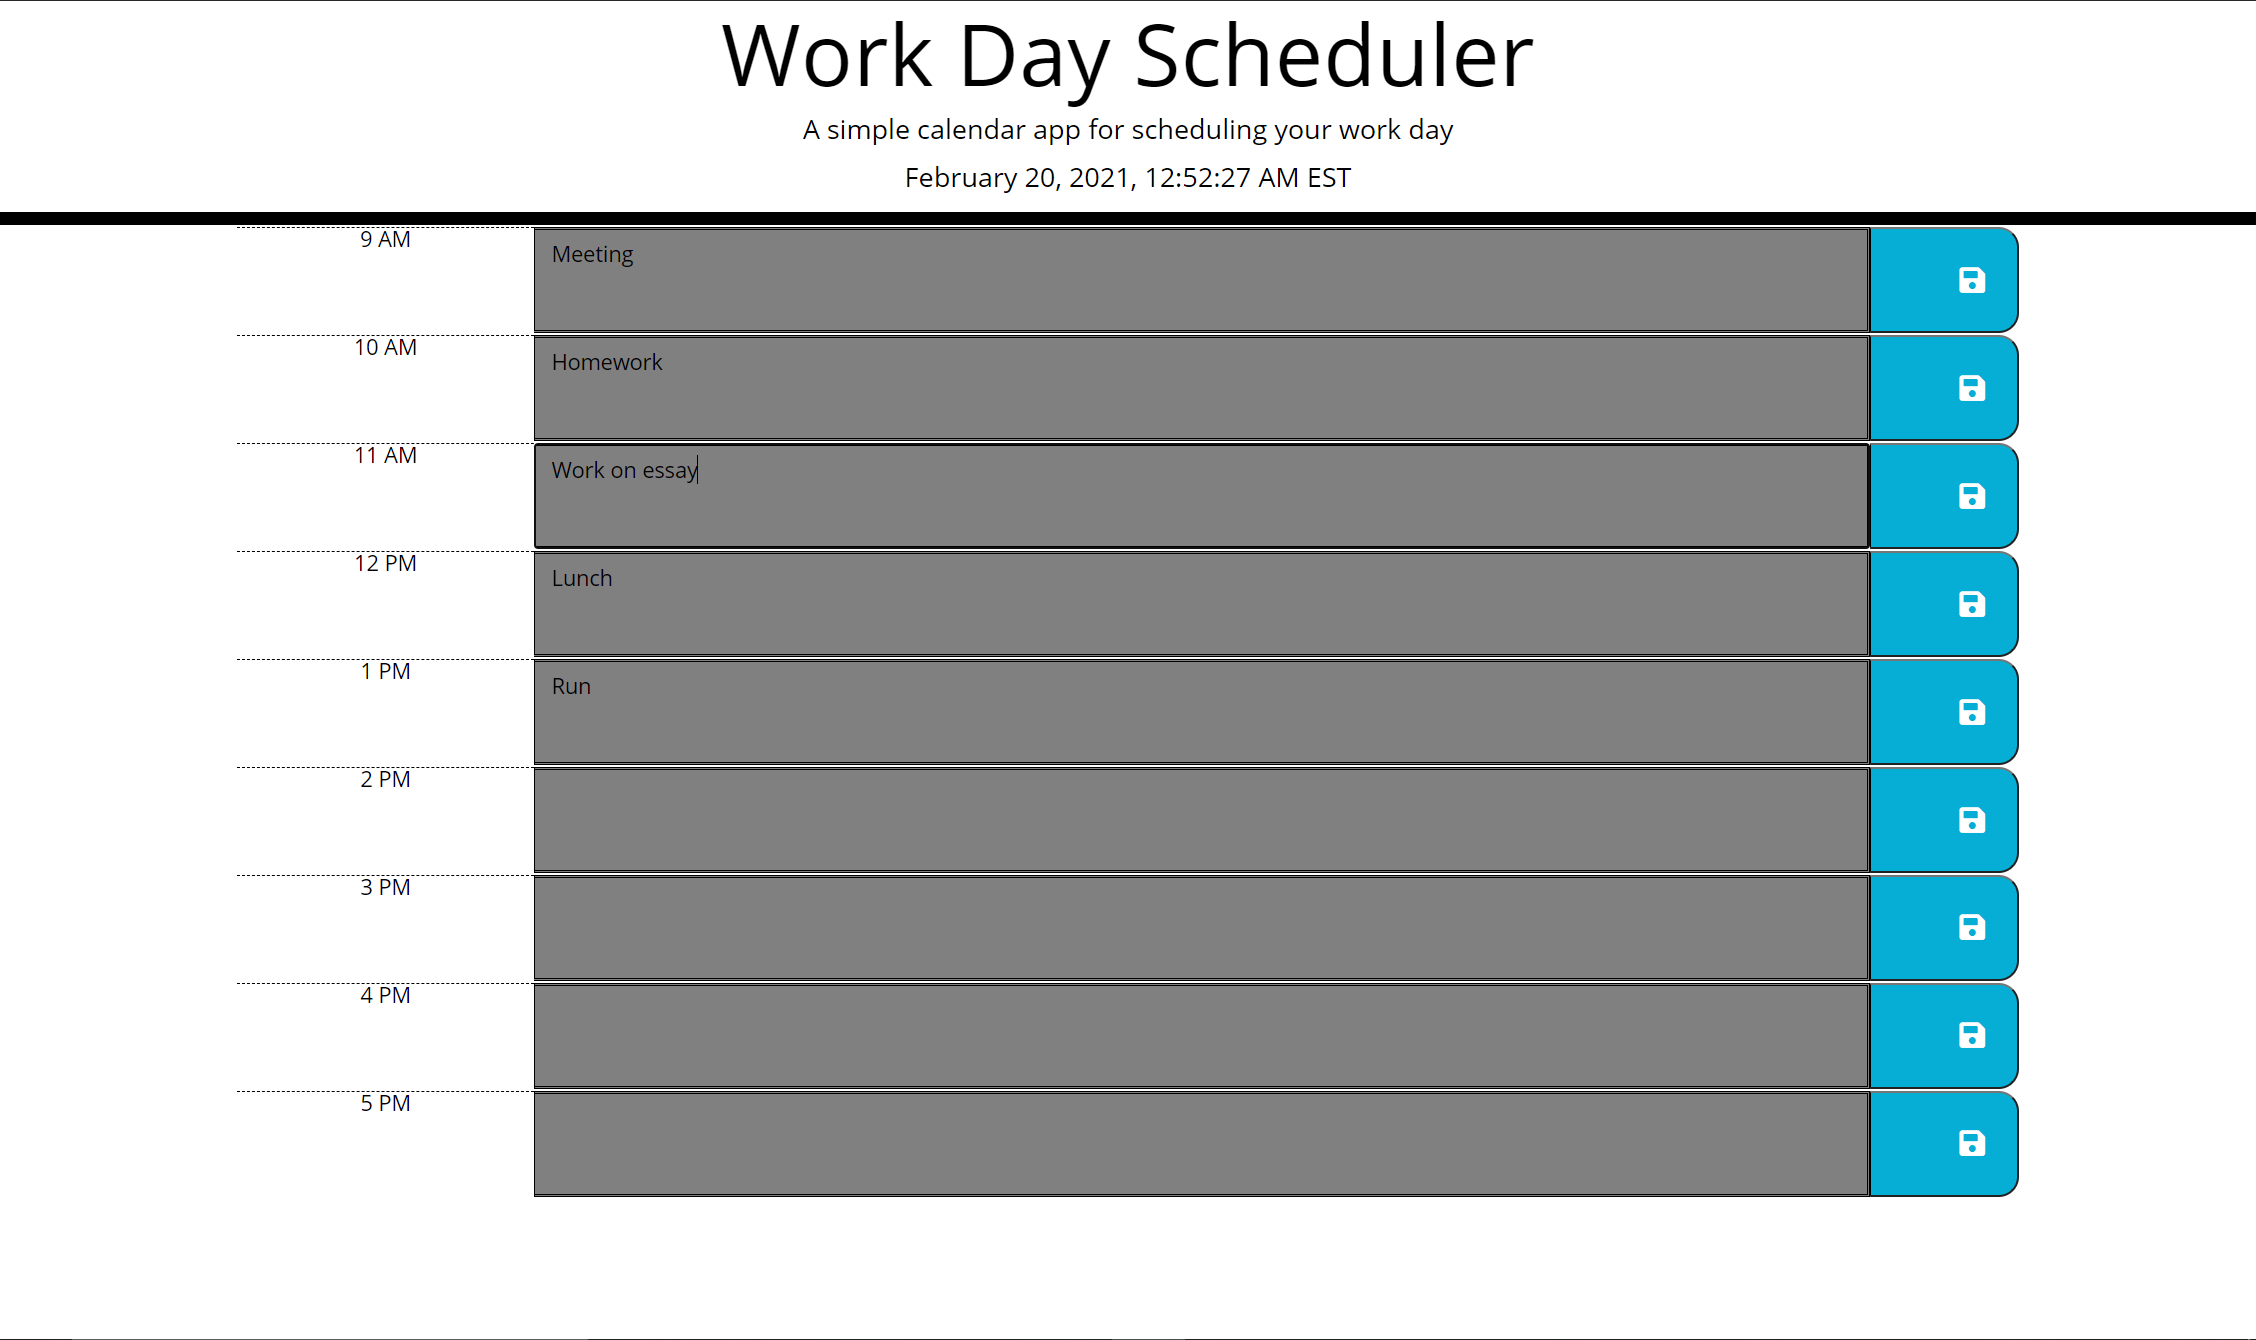 Work Day Scheduler
A simple calendar app for scheduling your work day
February 20, 2021, 12:52:27 AM EST
9 AM
Meeting
10 AM
Homework
11 AM
Work on essay
12 PM
Lunch
1 PM
Run
2 PM
3 PM
4 PM
5 PM